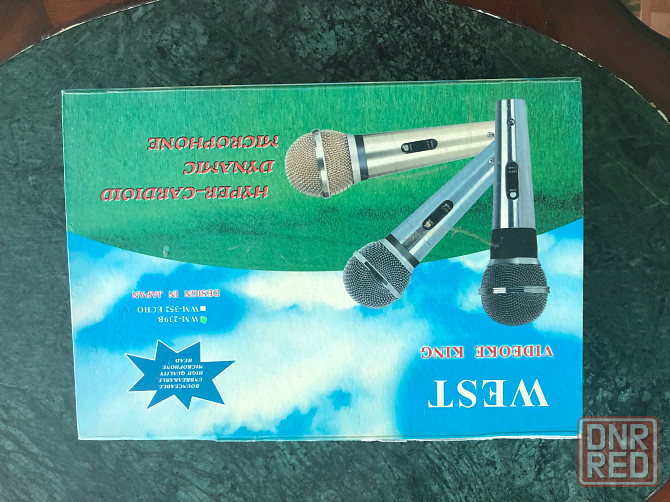 WEST
VIDEOKE KING
BOUNCEABLE
UNBREAKABLE
HIGH QUALITY
MICROPHONE
HEAD
WM-239B
WM-352 ECHO
DESIGN IN JAPAN
HYPER-CARDIOID
DYNAMIC
MICROPHONE
DNR
RED